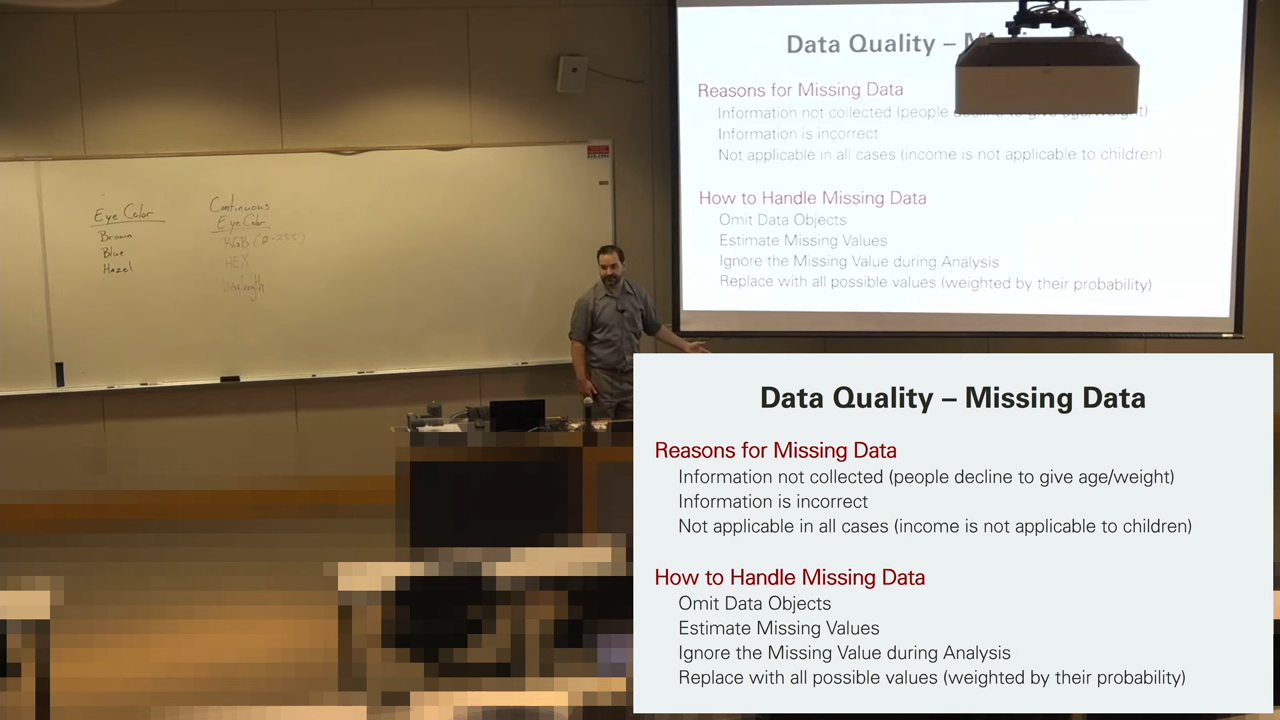 Eye Color
Brown
Blue
Hazel
Continuous
Eye Color
RGB (0-255)
HEX
Wavelength
Data Quality – Missing Data
Reasons for Missing Data
Information not collected (people decline to give age/weight)
Information is incorrect
Not applicable in all cases (income is not applicable to children)
How to Handle Missing Data
Omit Data Objects
Estimate Missing Values
Ignore the Missing Value during Analysis
Replace with all possible values (weighted by their probability)
Data Quality – Missing Data
Reasons for Missing Data
Information not collected (people decline to give age/weight)
Information is incorrect
Not applicable in all cases (income is not applicable to children)
How to Handle Missing Data
Omit Data Objects
Estimate Missing Values
Ignore the Missing Value during Analysis
Replace with all possible values (weighted by their probability)